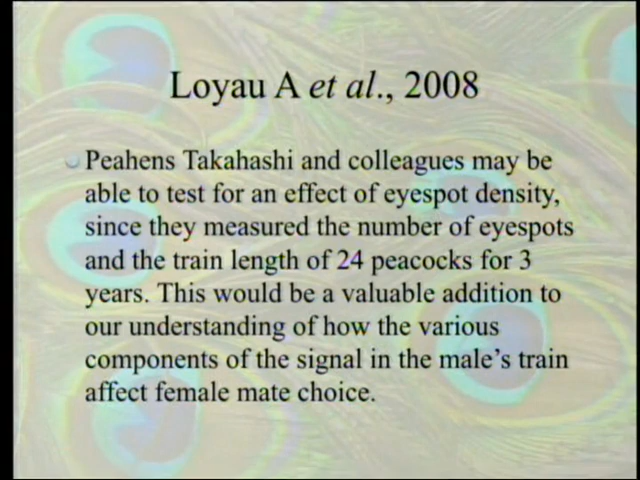 Loyau A et al., 2008
Peahens Takahashi and colleagues may be
able to test for an effect of eyespot density,
since they measured the number of eyespots
and the train length of 24 peacocks for 3
years. This would be a valuable addition to
our understanding of how the various
components of the signal in the male's train
affect female mate choice.